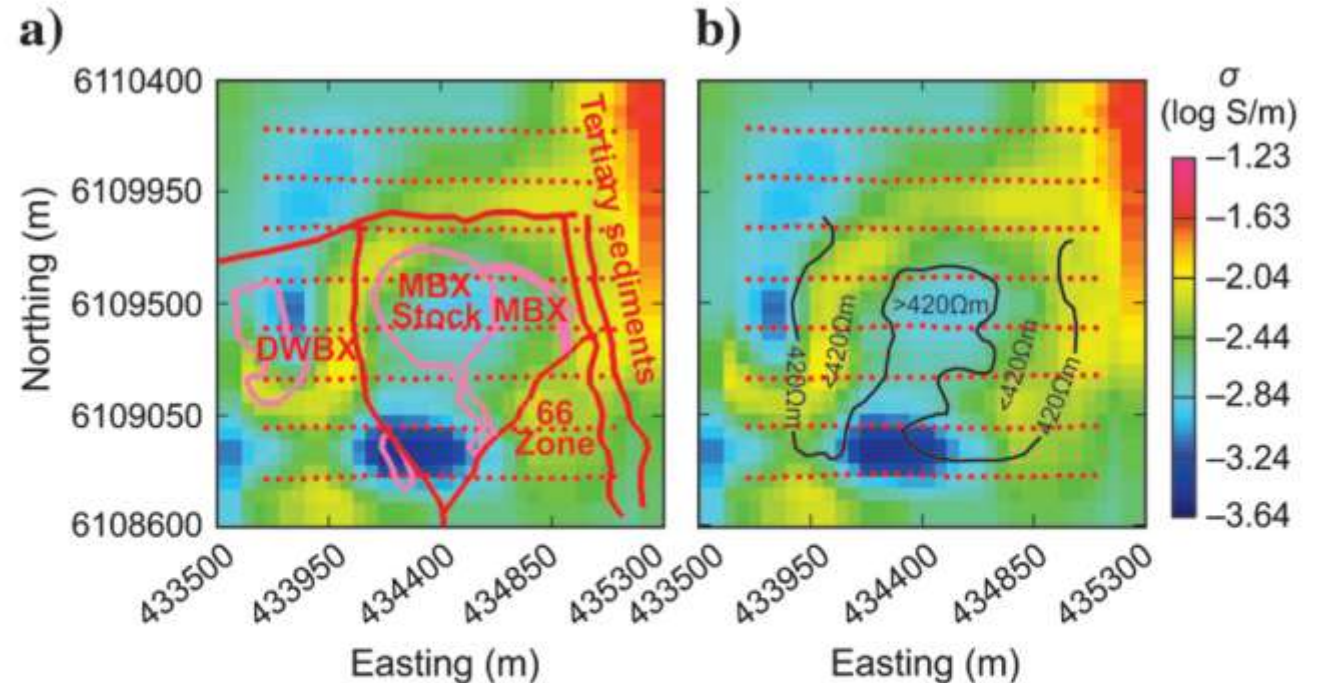 a)
6110400
6109950
6109500
6109050
6108600
Northing (m)
433500
433950
434400
434850
435300
Easting (m)
Tertiary sediments
MBX
Stock
MBX
DWBX
66
Zone
b)
433500
433950
434400
434850
435300
Easting (m)
>420Ωm
<420Ωm
420Ωm
<420Ωm
420Ωm
σ
(log S/m)
–1.23
–1.63
–2.04
–2.44
–2.84
–3.24
–3.64